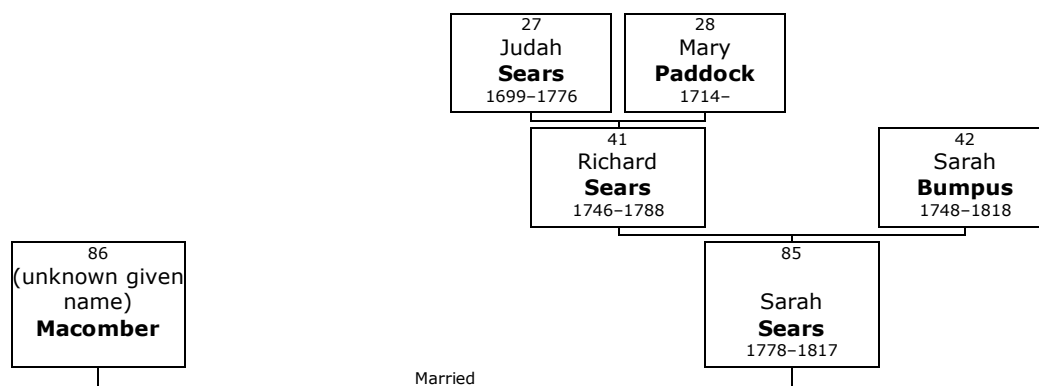 27
Judah
Sears
1699–1776
28
Mary
Paddock
1714–
41
Richard
Sears
1746–1788
42
Sarah
Bumpus
1748–1818
86
(unknown given
name)
Macomber
85
Sarah
Sears
1778–1817
Married